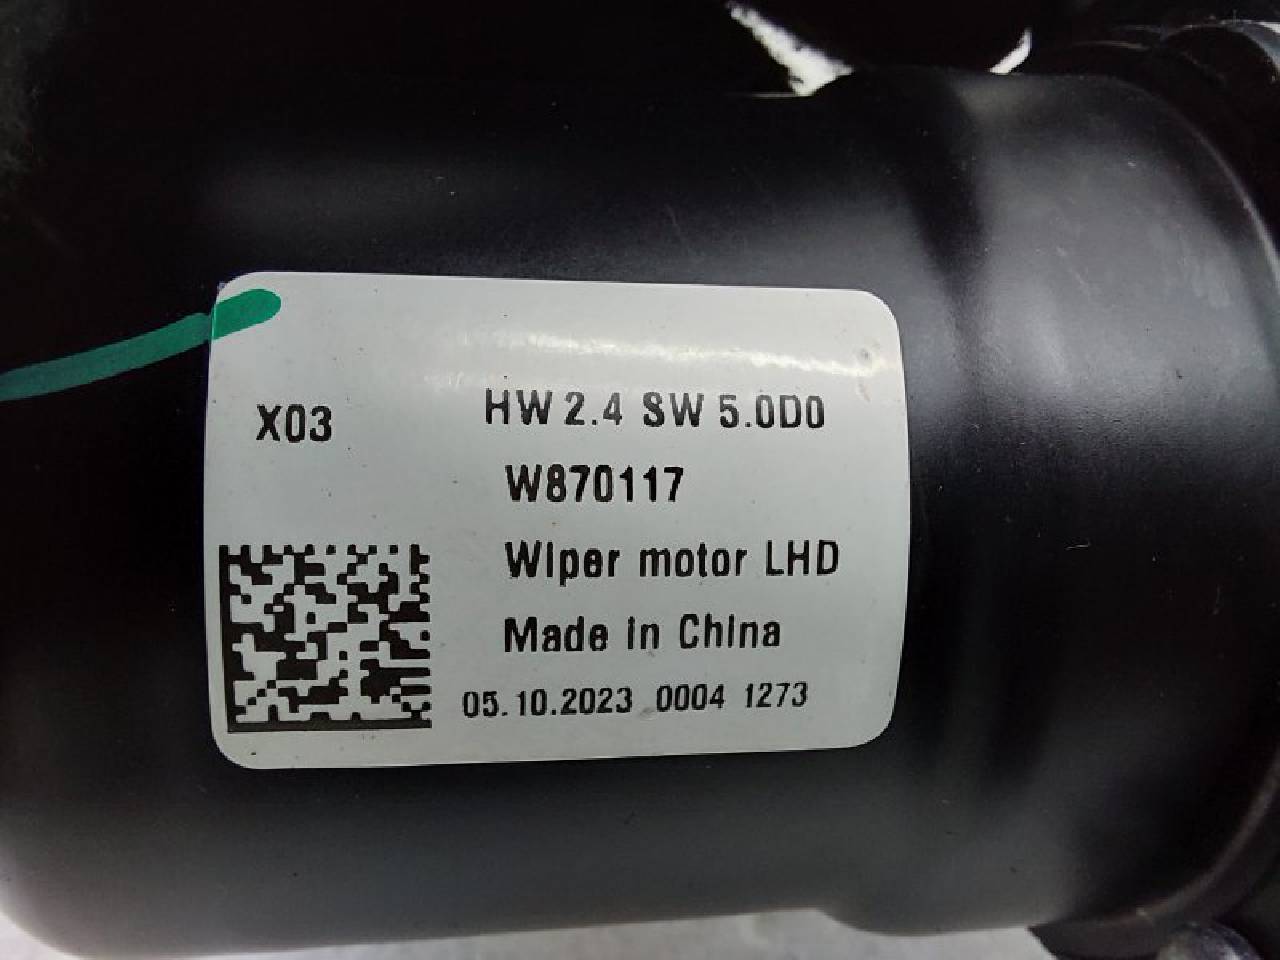 X03
HW 2.4 SW 5.0D0
W870117
Wiper motor LHD
Made in China
05.10.2023 0004 1273